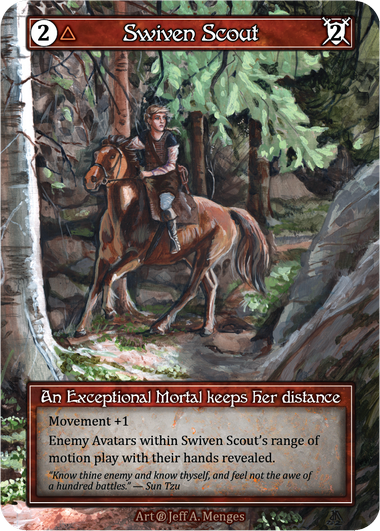 2 Swiven Scout 2
An Exceptional Mortal keeps Her distance
Movement +1
Enemy Avatars within Swiven Scout's range of
motion play with their hands revealed.
"Know thine enemy and know thyself, and feel not the awe of
a hundred battles." — Sun Tzu
Art @ Jeff A. Menges